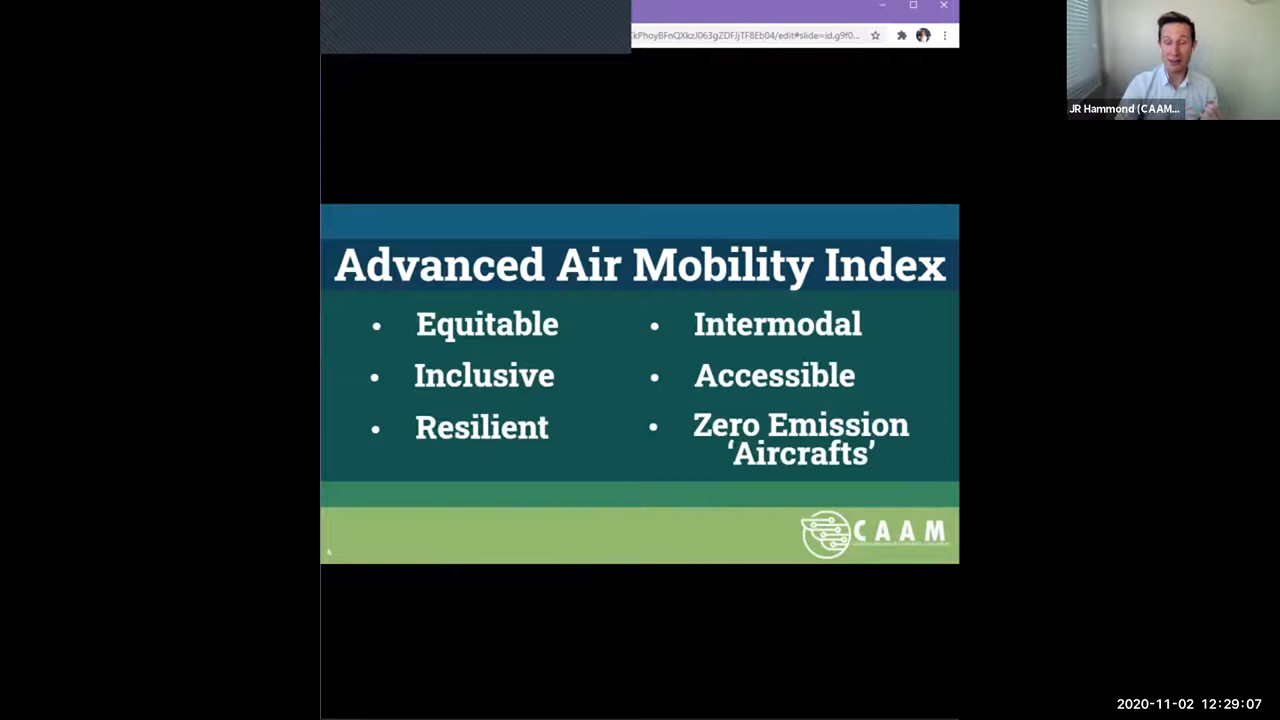 JR Hammond (CAAM...
Advanced Air Mobility Index
• Equitable
• Inclusive
• Resilient
• Intermodal
• Accessible
• Zero Emission
‘Aircrafts’
CAAM
2020-11-02 12:29:07